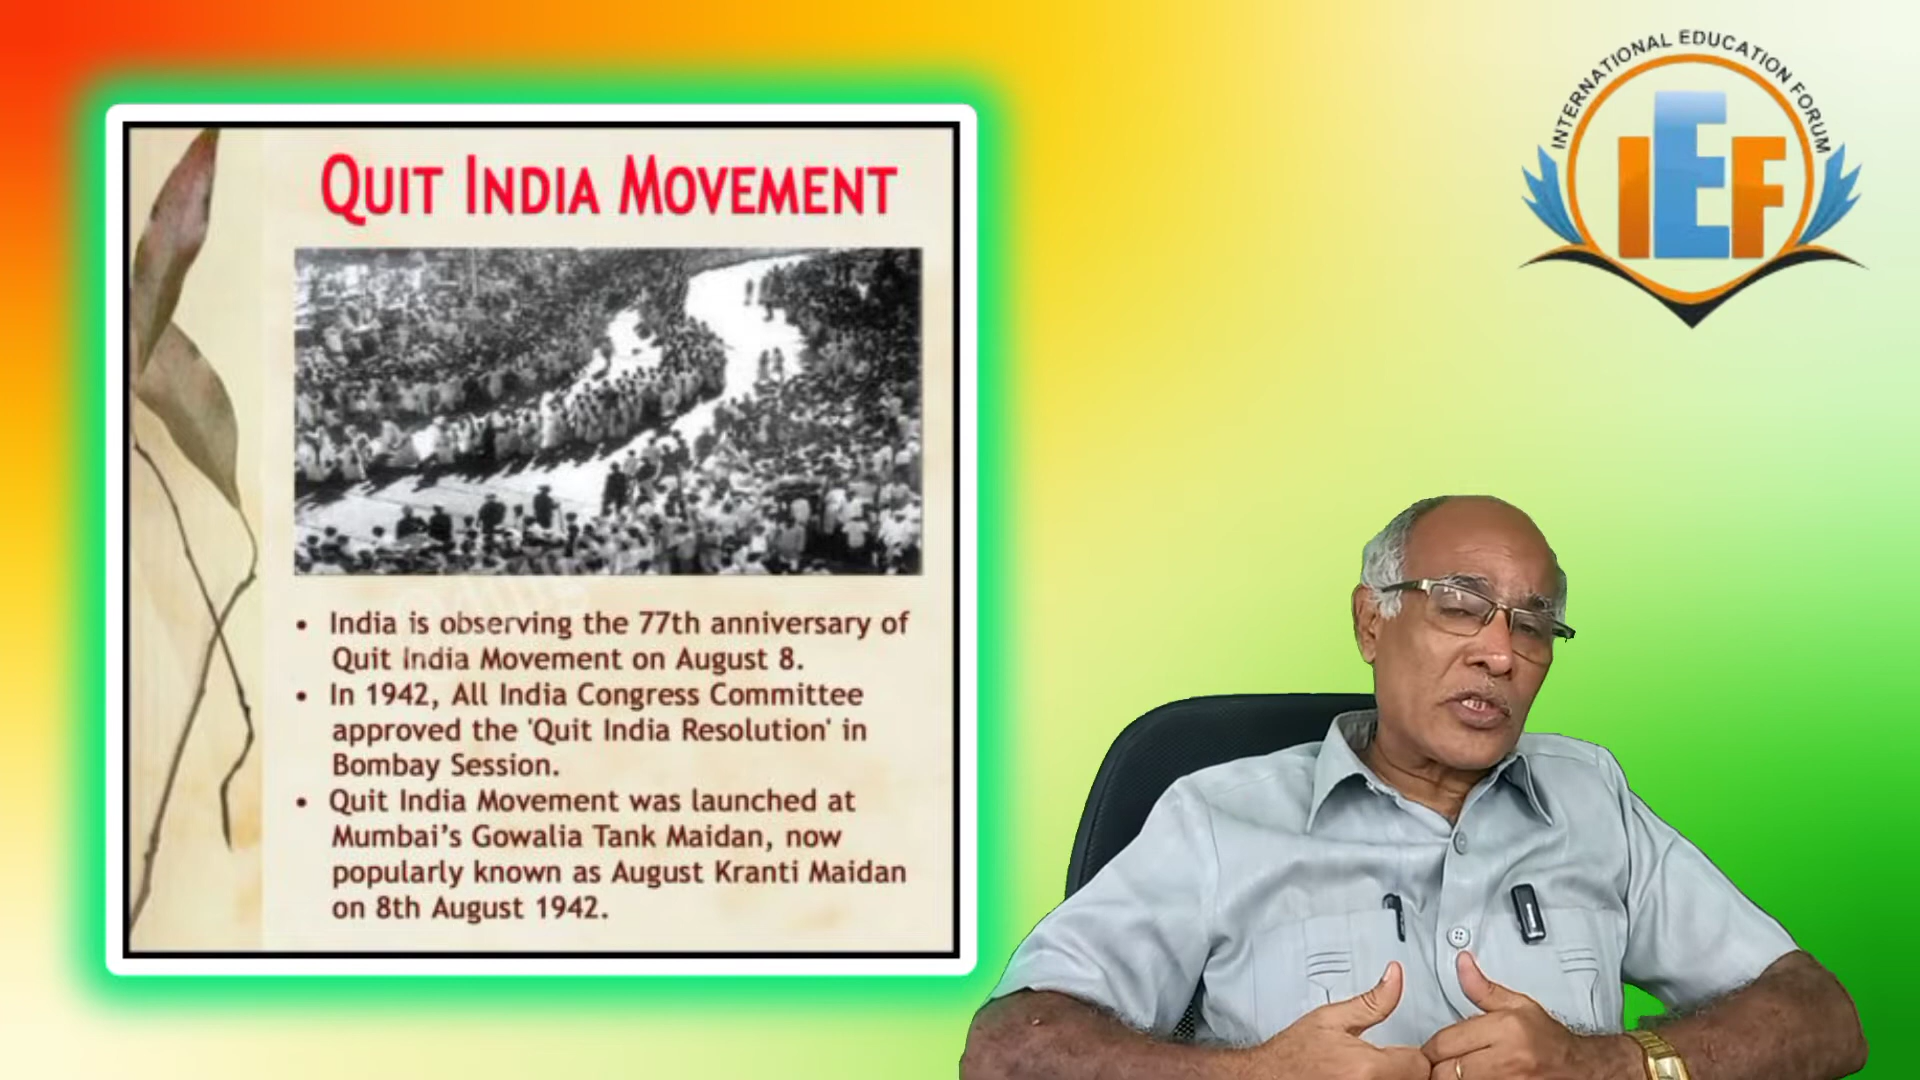 QUIT INDIA MOVEMENT
• India is observing the 77th anniversary of
Quit India Movement on August 8.
• In 1942, All India Congress Committee
approved the 'Quit India Resolution' in
Bombay Session.
• Quit India Movement was launched at
Mumbai's Gowalia Tank Maidan, now
popularly known as August Kranti Maidan
on 8th August 1942.
INTERNATIONAL EDUCATION FORUM
IEF